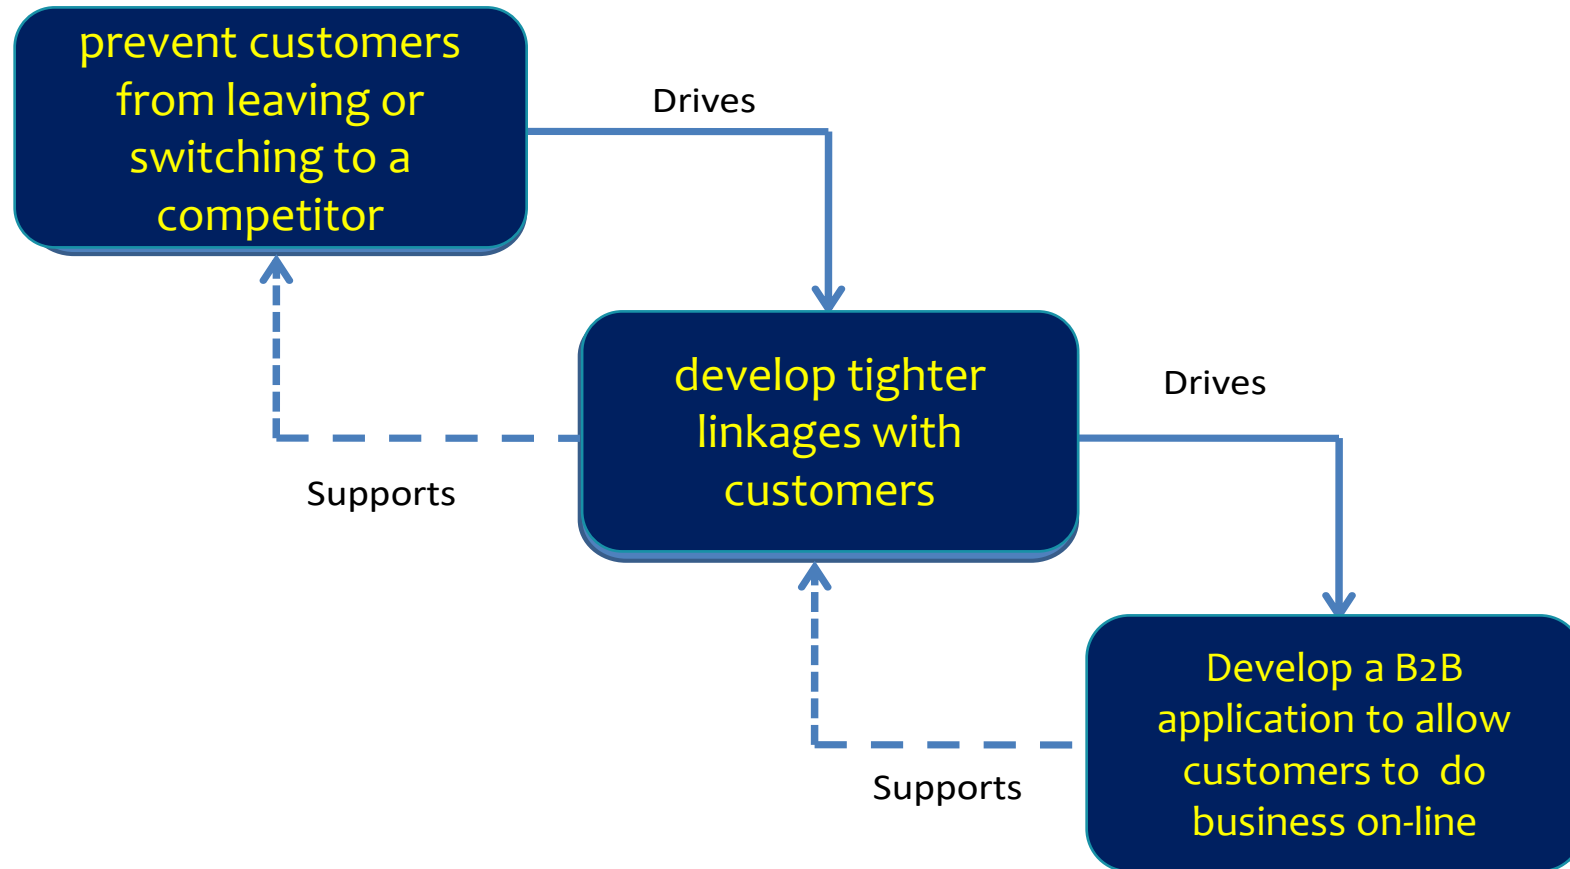 prevent customers
from leaving or
switching to a
competitor
Drives
develop tighter
linkages with
customers
Drives
Supports
Develop a B2B
application to allow
customers to  do
business on-line
Supports